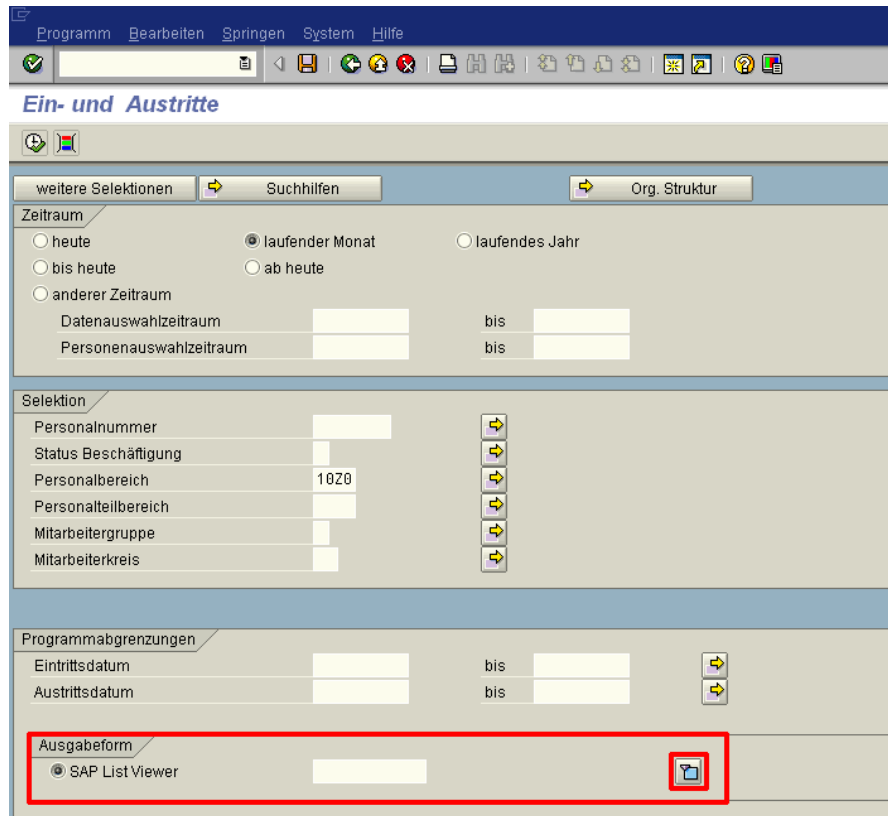 Programm Bearbeiten Springen System Hilfe
Ein- und Austritte
weitere Selektionen Suchhilfen Org. Struktur
Zeitraum
heute laufender Monat laufendes Jahr
bis heute ab heute
anderer Zeitraum
Datenauswahlzeitraum bis
Personenauswahlzeitraum bis
Selektion
Personalnummer
Status Beschäftigung
Personalbereich 10Z0
Personalteilbereich
Mitarbeitergruppe
Mitarbeiterkreis
Programmabgrenzungen
Eintrittsdatum bis
Austrittsdatum bis
Ausgabeform
SAP List Viewer